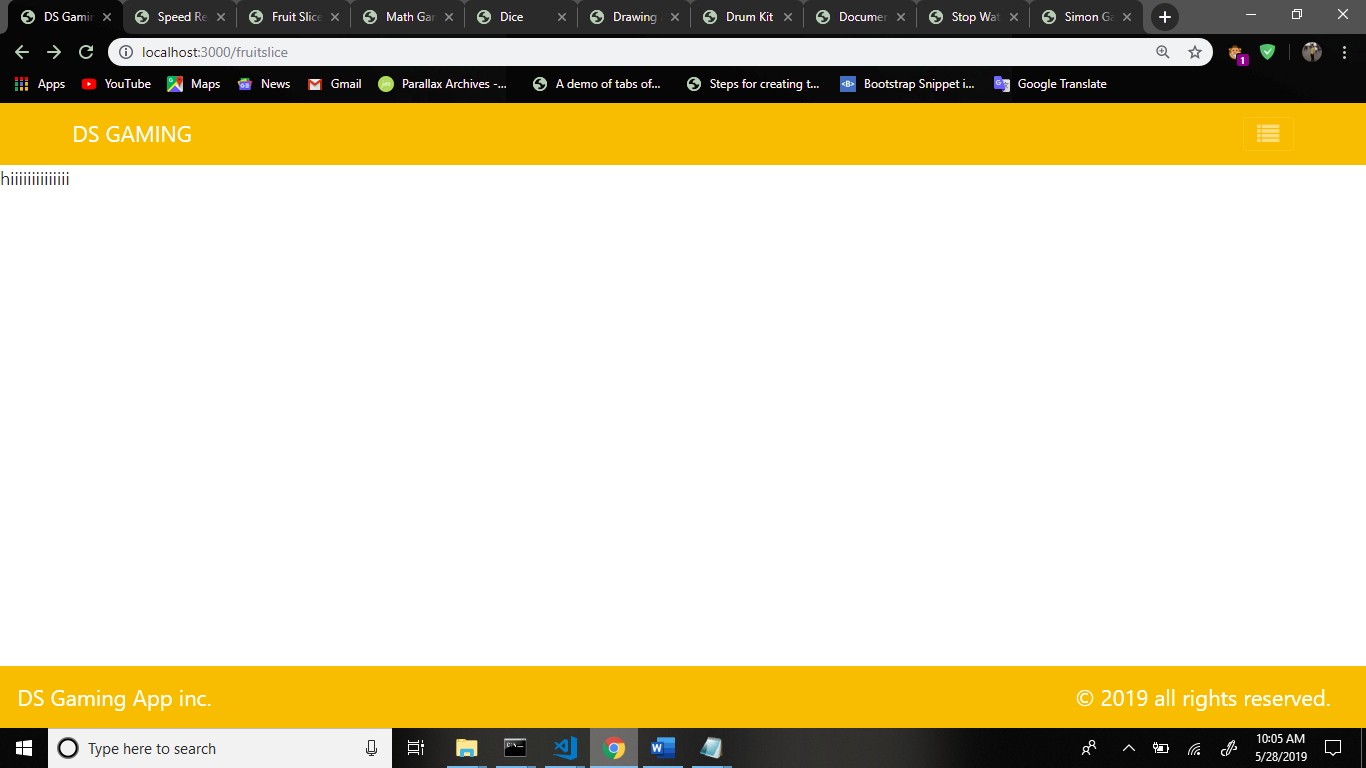 DS Gamin Speed Re Fruit Slice Math Gar Dice Drawing Drum Kit Documen Stop Wat Simon Ga
localhost:3000/fruitslice
1
Apps YouTube Maps News Gmail Parallax Archives -... A demo of tabs of... Steps for creating t... <B> Bootstrap Snippet i... Google Translate
DS GAMING
hiiiiiiiiiiiiii
DS Gaming App inc. © 2019 all rights reserved.
Type here to search
10:05 AM
5/28/2019